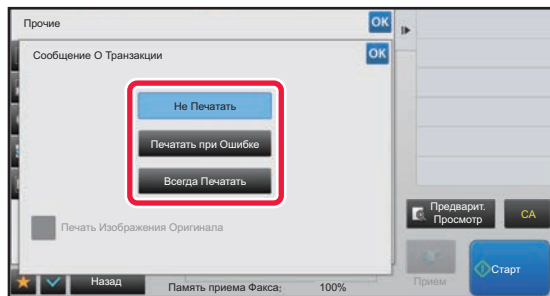 Прочие
OK
Сообщение О Транзакции
OK
Не Печатать
Печатать при Ошибке
Всегда Печатать
Печать Изображения Оригинала
Предварит.
Просмотр
CA
Назад
Память приема Факса:
100%
Прием
Старт